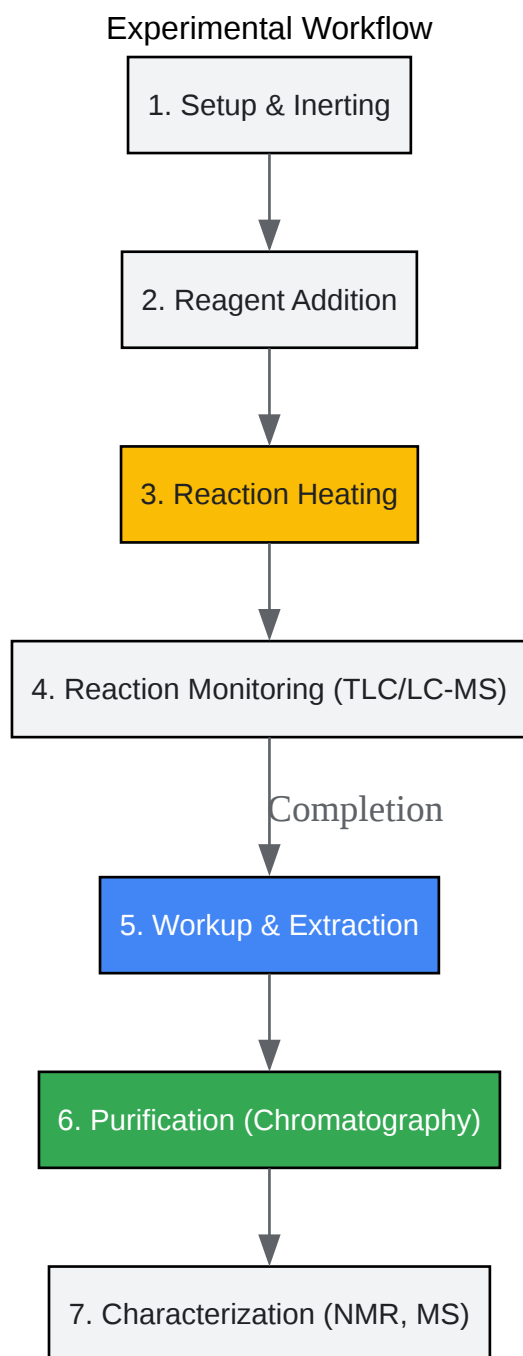 Experimental Workflow
1. Setup & Inerting
2. Reagent Addition
3. Reaction Heating
4. Reaction Monitoring (TLC/LC-MS)
Completion
5. Workup & Extraction
6. Purification (Chromatography)
7. Characterization (NMR, MS)